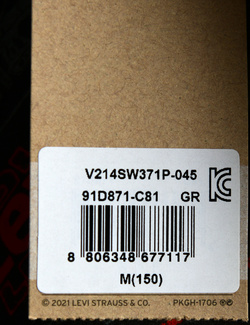 V214SW371P-045
91D871-C81 GR
8 806348 677117
M(150)
© 2021 LEVI STRAUSS & CO. PKGH-1706